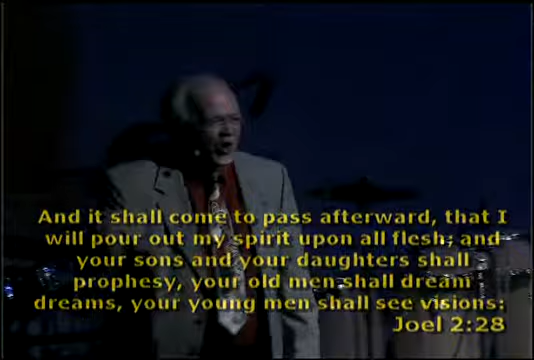 And it shall come to pass afterward, that I
will pour out my spirit upon all flesh; and
your sons and your daughters shall
prophesy, your old men shall dream
dreams, your young men shall see visions:
Joel 2:28